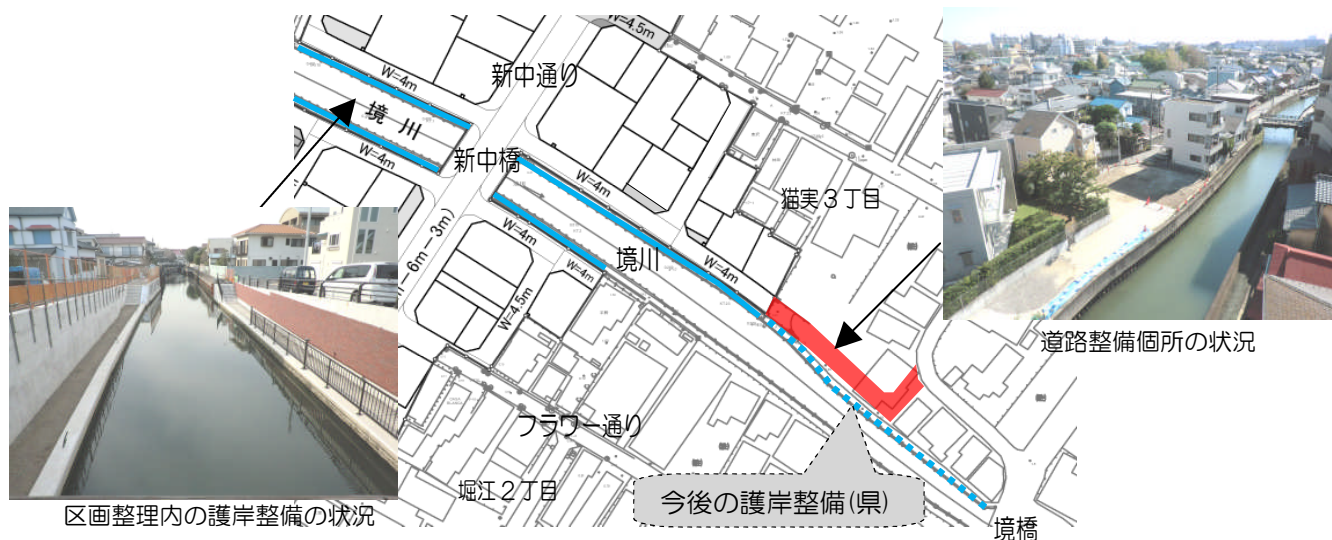 W=4.5m
新中通り
W=4m
境川
W=4m
新中橋
W=4m
猫実3丁目
W=4m
境川
6m-3m)
W=4m
W=4.5m
道路整備個所の状況
フラワー通り
堀江2丁目
今後の護岸整備(県)
区画整理内の護岸整備の状況
境橋